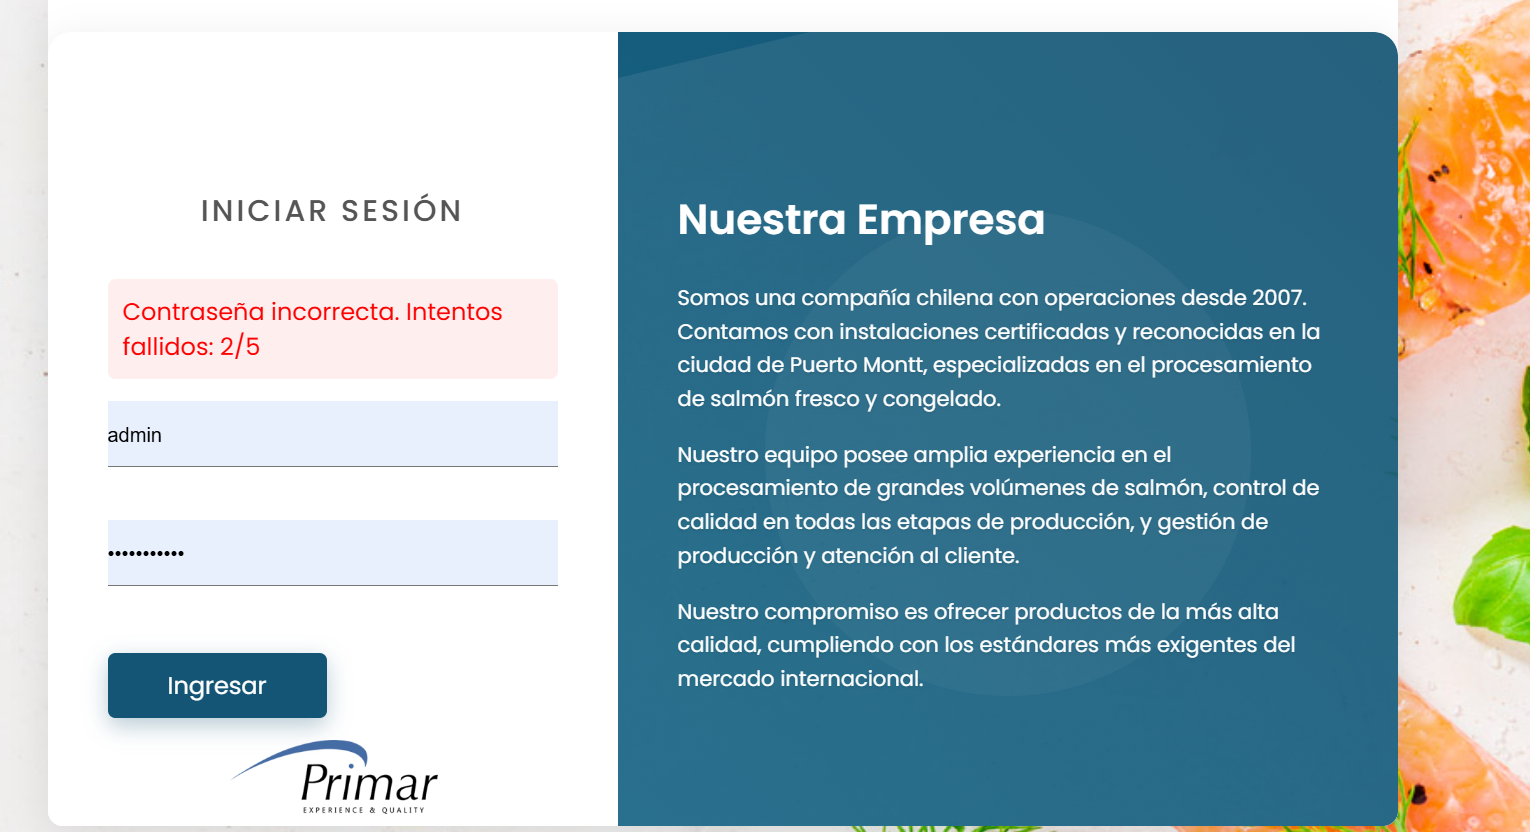 INICIAR SESIÓN
Contraseña incorrecta. Intentos
fallidos: 2/5
admin
•••••••••••
Ingresar
Primar
EXPERIENCE & QUALITY
Nuestra Empresa
Somos una compañía chilena con operaciones desde 2007.
Contamos con instalaciones certificadas y reconocidas en la
ciudad de Puerto Montt, especializadas en el procesamiento
de salmón fresco y congelado.
Nuestro equipo posee amplia experiencia en el
procesamiento de grandes volúmenes de salmón, control de
calidad en todas las etapas de producción, y gestión de
producción y atención al cliente.
Nuestro compromiso es ofrecer productos de la más alta
calidad, cumpliendo con los estándares más exigentes del
mercado internacional.